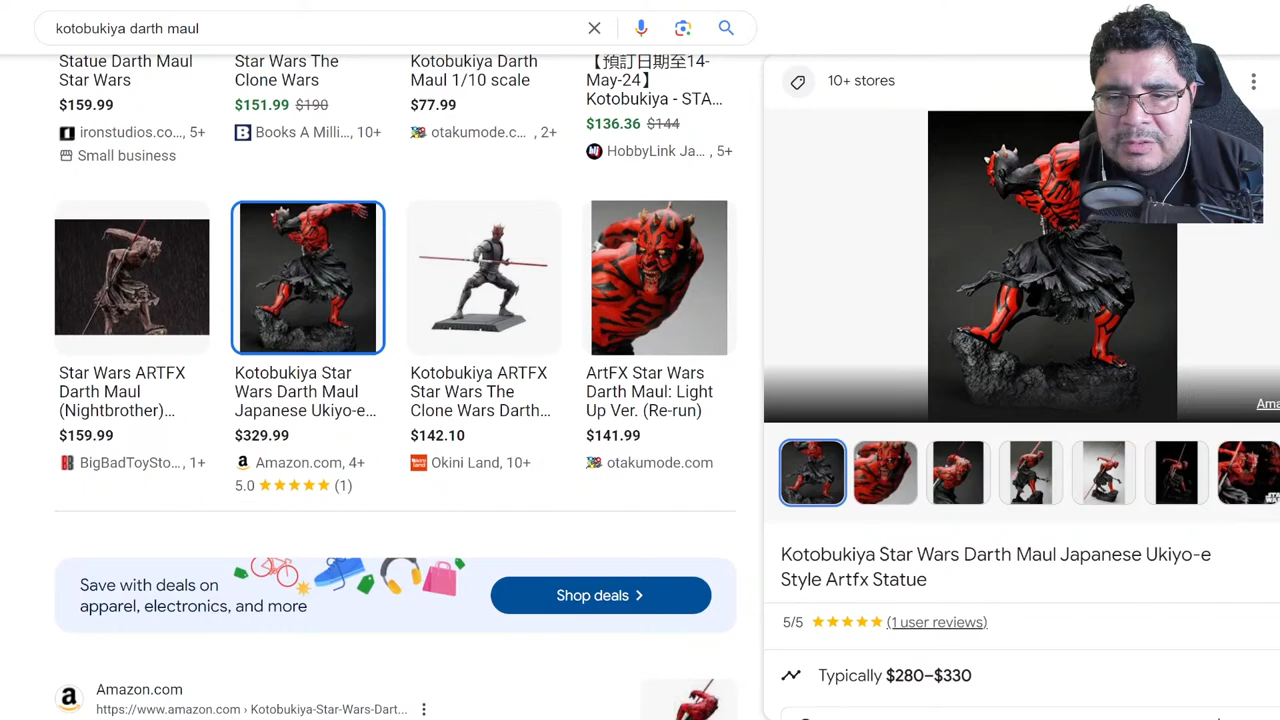 kotobukiya darth maul
Statue Darth Maul
Star Wars
$159.99
ironstudios.co..., 5+
Small business
Star Wars The
Clone Wars
$151.99 $190
Books A Milli..., 10+
Kotobukiya Darth
Maul 1/10 scale
$77.99
otakumode.c... , 2+
【預訂日期至14-
May-24】
Kotobukiya - STA...
$136.36 $144
HobbyLink Ja... , 5+
Star Wars ARTFX
Darth Maul
(Nightbrother)...
$159.99
BigBadToySto..., 1+
Kotobukiya Star
Wars Darth Maul
Japanese Ukiyo-e...
$329.99
Amazon.com, 4+
5.0 ★★★★★ (1)
Kotobukiya ARTFX
Star Wars The
Clone Wars Darth...
$142.10
Okini Land, 10+
ArtFX Star Wars
Darth Maul: Light
Up Ver. (Re-run)
$141.99
otakumode.com
Save with deals on
apparel, electronics, and more
Shop deals >
Amazon.com
https://www.amazon.com › Kotobukiya-Star-Wars-Dart...
10+ stores
Ama
Kotobukiya Star Wars Darth Maul Japanese Ukiyo-e
Style Artfx Statue
5/5 ★★★★★ (1 user reviews)
Typically $280–$330